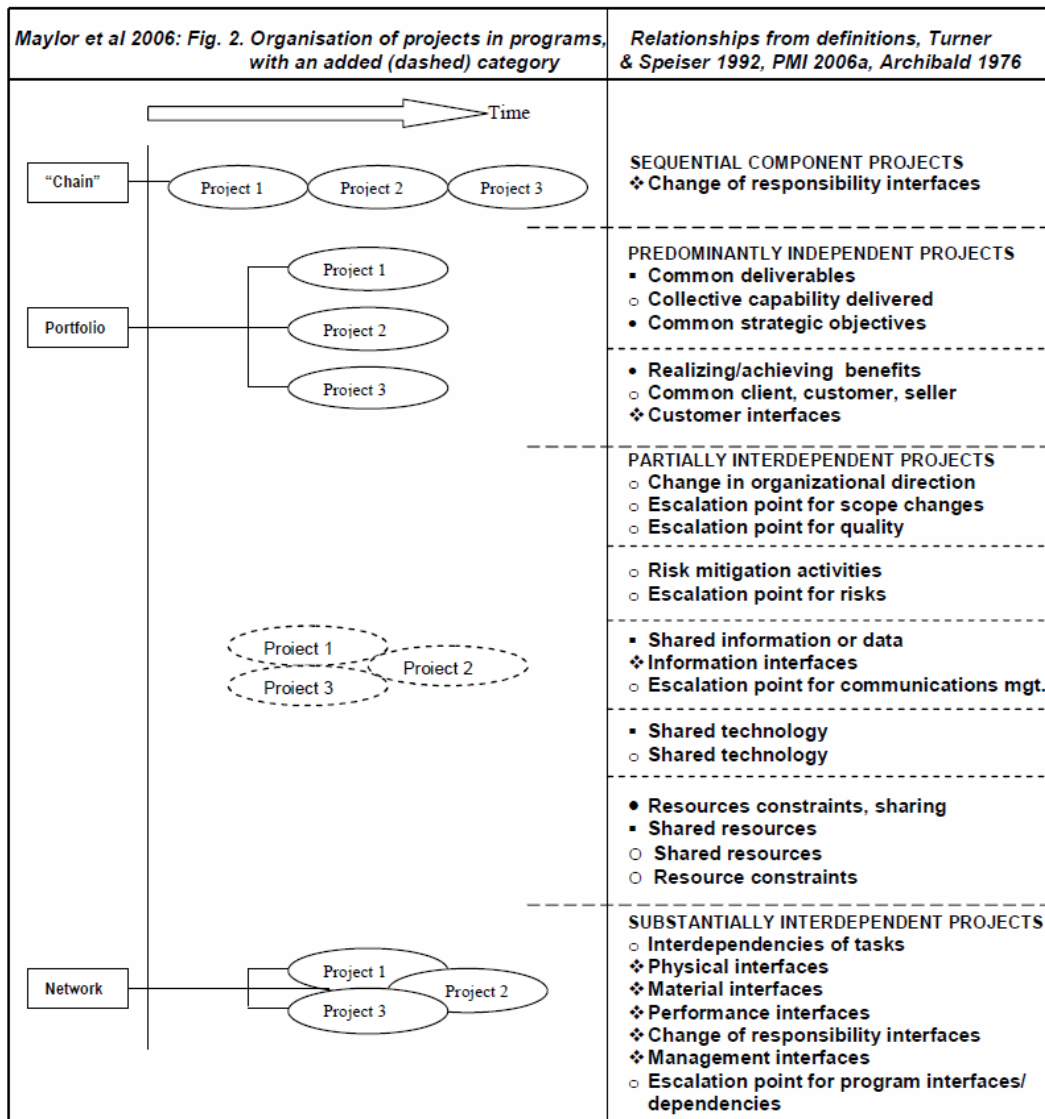 Maylor et al 2006: Fig. 2. Organisation of projects in programs,
with an added (dashed) category
Relationships from definitions, Turner
& Speiser 1992, PMI 2006a, Archibald 1976
Time
"Chain"
Project 1
Project 2
Project 3
SEQUENTIAL COMPONENT PROJECTS
❖ Change of responsibility interfaces
Portfolio
Project 1
Project 2
Project 3
PREDOMINANTLY INDEPENDENT PROJECTS
▪ Common deliverables
o Collective capability delivered
• Common strategic objectives
• Realizing/achieving benefits
o Common client, customer, seller
❖ Customer interfaces
PARTIALLY INTERDEPENDENT PROJECTS
o Change in organizational direction
o Escalation point for scope changes
o Escalation point for quality
o Risk mitigation activities
o Escalation point for risks
Project 1
Project 2
Project 3
▪ Shared information or data
❖ Information interfaces
o Escalation point for communications mgt.
▪ Shared technology
o Shared technology
• Resources constraints, sharing
▪ Shared resources
o Shared resources
o Resource constraints
Network
Project 1
Project 2
Project 3
SUBSTANTIALLY INTERDEPENDENT PROJECTS
o Interdependencies of tasks
❖ Physical interfaces
❖ Material interfaces
❖ Performance interfaces
❖ Change of responsibility interfaces
❖ Management interfaces
o Escalation point for program interfaces/
dependencies